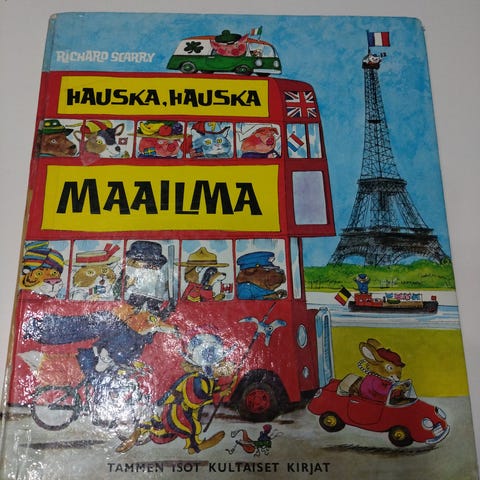 RICHARD SCARRY
HAUSKA, HAUSKA
MAAILMA
TAMMEN ISOT KULTAISET KIRJAT